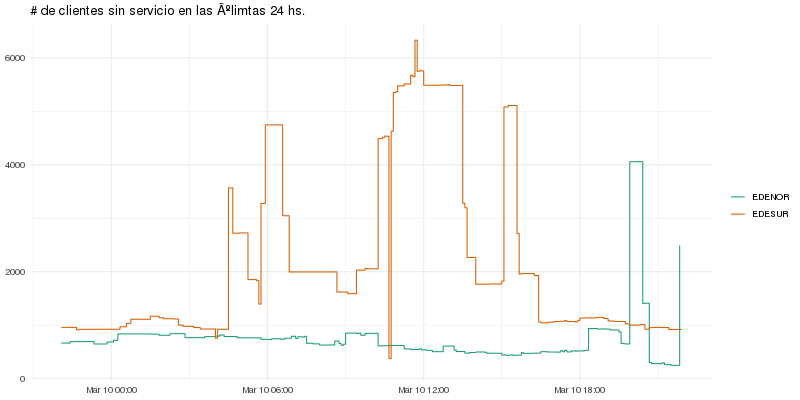 # de clientes sin servicio en las Ãºlimtas 24 hs.
6000
4000
2000
0
Mar 10 00:00 Mar 10 06:00 Mar 10 12:00 Mar 10 18:00
EDENOR
EDESUR